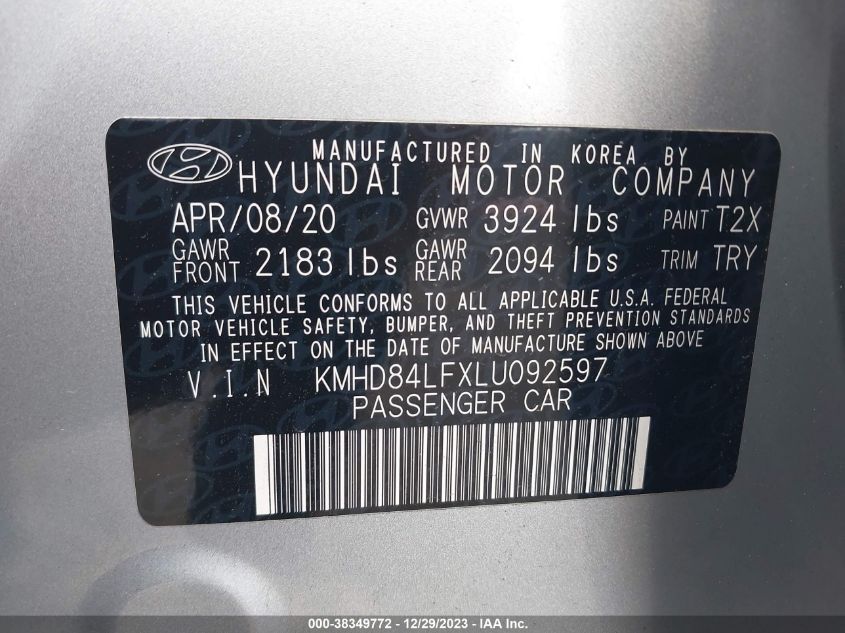 MANUFACTURED IN KOREA BY
HYUNDAI MOTOR COMPANY
APR/08/20 GVWR 3924 lbs PAINT T2X
GAWR FRONT 2183 lbs GAWR REAR 2094 lbs TRIM TRY
THIS VEHICLE CONFORMS TO ALL APPLICABLE U.S.A. FEDERAL
MOTOR VEHICLE SAFETY, BUMPER, AND THEFT PREVENTION STANDARDS
IN EFFECT ON THE DATE OF MANUFACTURE SHOWN ABOVE
V.I.N KMHD84LFXLU092597
PASSENGER CAR
000-38349772 - 12/29/2023 - IAA Inc.